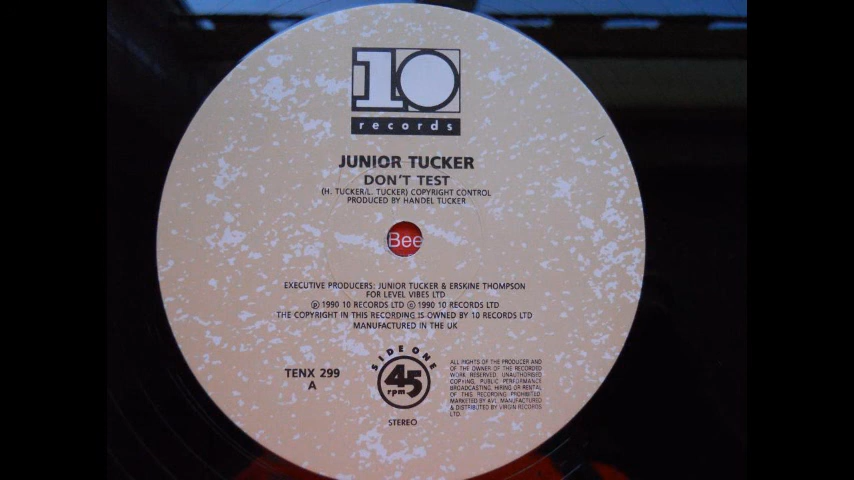 10
records
JUNIOR TUCKER
DON'T TEST
(H. TUCKER/L. TUCKER) COPYRIGHT CONTROL
PRODUCED BY HANDEL TUCKER
Bee
EXECUTIVE PRODUCERS: JUNIOR TUCKER & ERSKINE THOMPSON
FOR LEVEL VIBES LTD
℗ 1990 10 RECORDS LTD © 1990 10 RECORDS LTD
THE COPYRIGHT IN THIS RECORDING IS OWNED BY 10 RECORDS LTD
MANUFACTURED IN THE UK
TENX 299
A
SIDE ONE
45
rpm
STEREO
ALL RIGHTS OF THE PRODUCER AND
OF THE OWNER OF THE RECORDED
WORK RESERVED. UNAUTHORISED
COPYING, PUBLIC PERFORMANCE
BROADCASTING, HIRING OR RENTAL
OF THIS RECORDING PROHIBITED.
MARKETED BY AVL. MANUFACTURED
& DISTRIBUTED BY VIRGIN RECORDS
LTD.